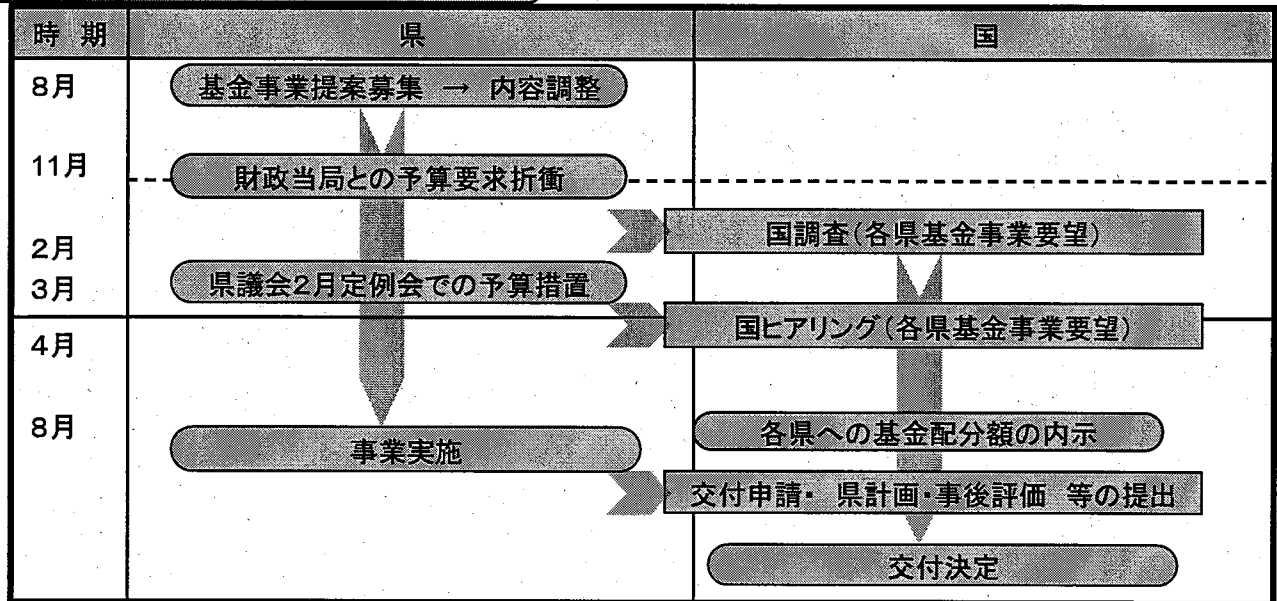 時 期 県 国
8月 基金事業提案募集 → 内容調整
11月 財政当局との予算要求折衝
国調査(各県基金事業要望)
2月
3月 県議会2月定例会での予算措置
国ヒアリング(各県基金事業要望)
4月
8月 事業実施 各県への基金配分額の内示
交付申請・ 県計画・事後評価 等の提出
交付決定